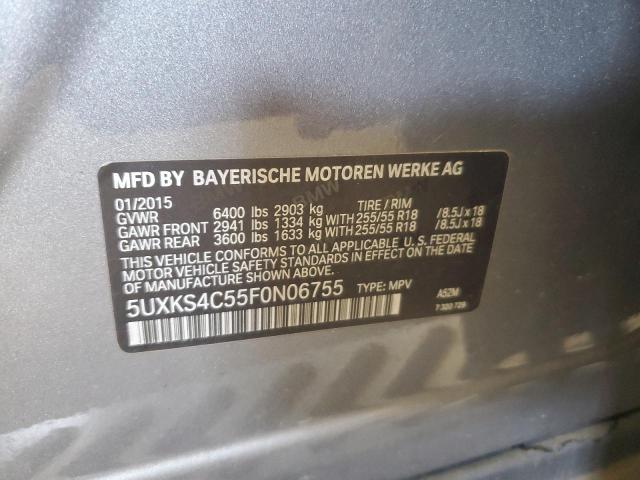 MFD BY BAYERISCHE MOTOREN WERKE AG
01/2015 TIRE / RIM
GVWR 6400 lbs 2903 kg
GAWR FRONT 2941 lbs 1334 kg WITH 255/55 R18 /8.5J x 18
GAWR REAR 3600 lbs 1633 kg WITH 255/55 R18 /8.5J x 18
THIS VEHICLE CONFORMS TO ALL APPLICABLE U.S. FEDERAL
MOTOR VEHICLE SAFETY STANDARDS IN EFFECT ON THE DATE
OF MANUFACTURE SHOWN ABOVE.
5UXKS4C55F0N06755 TYPE: MPV A52M
7 320 729